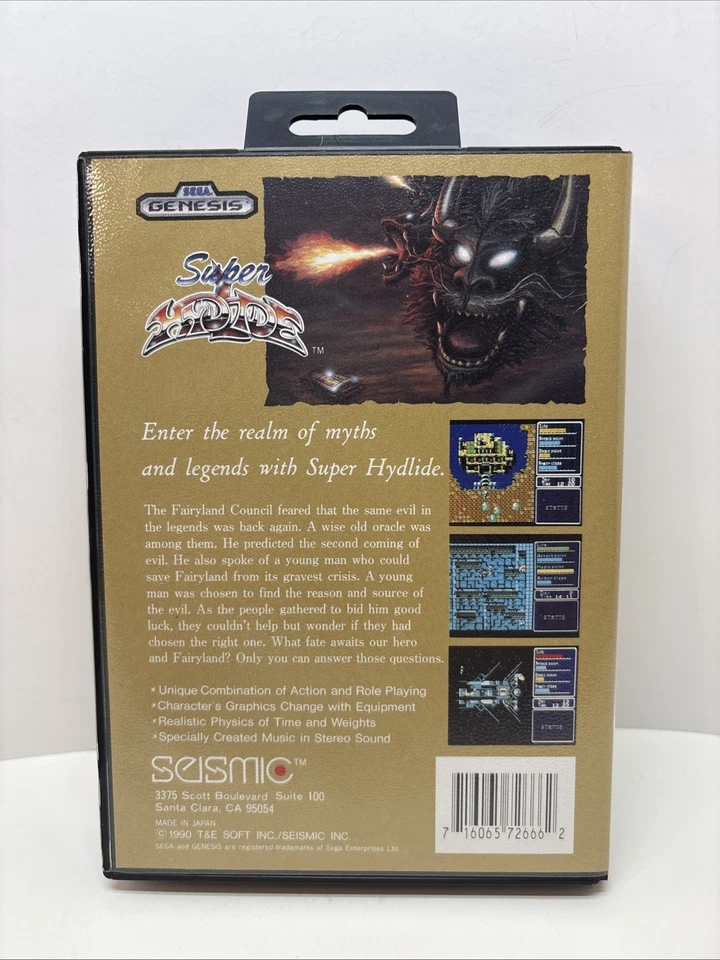 SEGA
GENESIS
Super
HYDLIDE TM
Enter the realm of myths
and legends with Super Hydlide.
The Fairyland Council feared that the same evil in
the legends was back again. A wise old oracle was
among them. He predicted the second coming of
evil. He also spoke of a young man who could
save Fairyland from its gravest crisis. A young
man was chosen to find the reason and source of
the evil. As the people gathered to bid him good
luck, they couldn't help but wonder if they had
chosen the right one. What fate awaits our hero
and Fairyland? Only you can answer those questions.
*Unique Combination of Action and Role Playing
*Character's Graphics Change with Equipment
*Realistic Physics of Time and Weights
*Specially Created Music in Stereo Sound
SEISMIC TM
3375 Scott Boulevard Suite 100
Santa Clara, CA 95054
MADE IN JAPAN
© 1990 T&E SOFT INC./SEISMIC INC.
SEGA and GENESIS are registered trademarks of Sega Enterprises Ltd.
STATUS
STATUS
STATUS
7 16065 72666 2